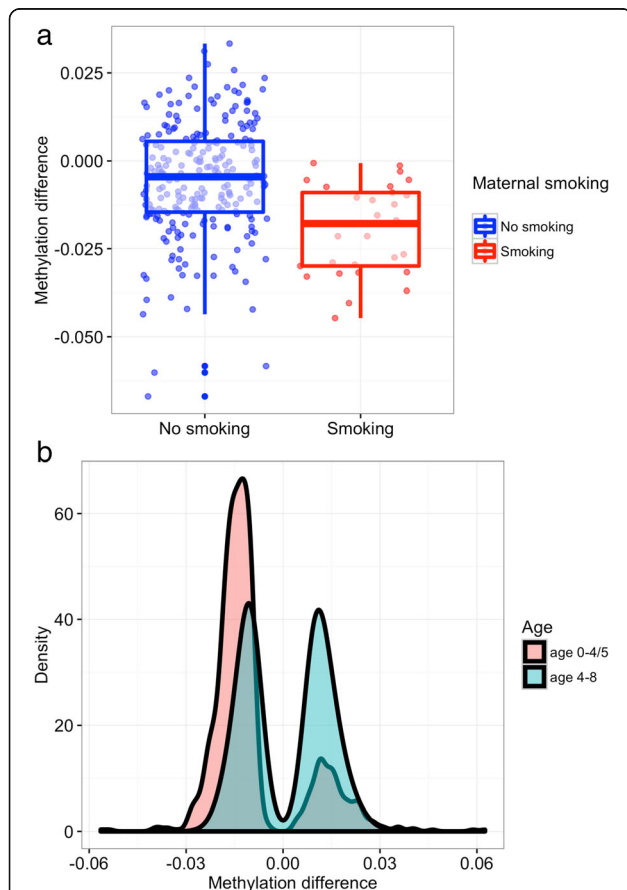 a
0.025
0.000
-0.025
-0.050
Methylation difference
No smoking
Smoking
Maternal smoking
No smoking
Smoking
b
60
40
20
0
Density
-0.06
-0.03
0.00
0.03
0.06
Methylation difference
Age
age 0-4/5
age 4-8